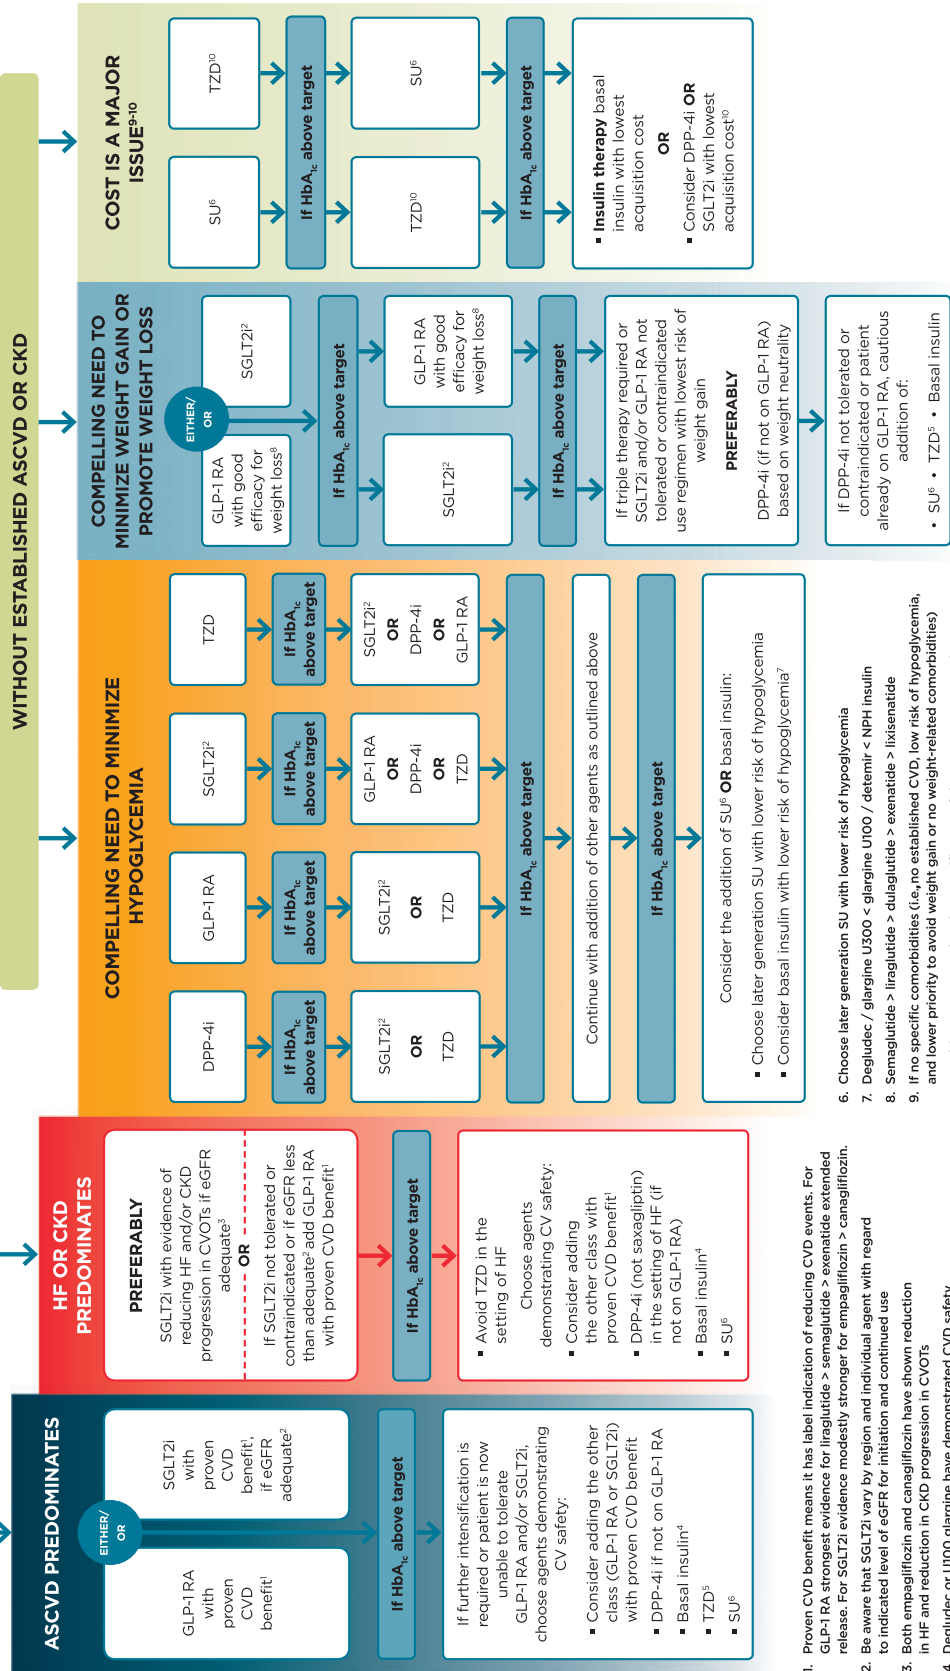 WITHOUT ESTABLISHED ASCVD OR CKD
ASCVD PREDOMINATES
EITHER/
OR
GLP-1 RA
with
proven
CVD
benefit¹
SGLT2i
with
proven
CVD
benefit¹,
if eGFR
adequate²
If HbA1c above target
If further intensification is
required or patient is now
unable to tolerate
GLP-1 RA and/or SGLT2i,
choose agents demonstrating
CV safety:
▪ Consider adding the other
class (GLP-1 RA or SGLT2i)
with proven CVD benefit
▪ DPP-4i if not on GLP-1 RA
▪ Basal insulin⁴
▪ TZD⁵
▪ SU⁶
HF OR CKD
PREDOMINATES
PREFERABLY
SGLT2i with evidence of
reducing HF and/or CKD
progression in CVOTs if eGFR
adequate³
OR
If SGLT2i not tolerated or
contraindicated or if eGFR less
than adequate² add GLP-1 RA
with proven CVD benefit¹
If HbA1c above target
▪ Avoid TZD in the
setting of HF
Choose agents
demonstrating CV safety:
▪ Consider adding
the other class with
proven CVD benefit¹
▪ DPP-4i (not saxagliptin)
in the setting of HF (if
not on GLP-1 RA)
▪ Basal insulin⁴
▪ SU⁶
COMPELLING NEED TO MINIMIZE
HYPOGLYCEMIA
DPP-4i
If HbA1c
above target
SGLT2i²
OR
TZD
GLP-1 RA
If HbA1c
above target
SGLT2i²
OR
TZD
SGLT2i²
If HbA1c
above target
GLP-1 RA
OR
DPP-4i
OR
TZD
TZD
If HbA1c
above target
SGLT2i²
OR
DPP-4i
OR
GLP-1 RA
If HbA1c above target
Continue with addition of other agents as outlined above
If HbA1c above target
Consider the addition of SU⁶ OR basal insulin:
▪ Choose later generation SU with lower risk of hypoglycemia
▪ Consider basal insulin with lower risk of hypoglycemia⁷
COMPELLING NEED TO
MINIMIZE WEIGHT GAIN OR
PROMOTE WEIGHT LOSS
EITHER/
OR
GLP-1 RA
with good
efficacy for
weight loss⁸
SGLT2i²
If HbA1c above target
SGLT2i²
GLP-1 RA
with good
efficacy for
weight loss⁸
If HbA1c above target
If triple therapy required or
SGLT2i and/or GLP-1 RA not
tolerated or contraindicated
use regimen with lowest risk of
weight gain
PREFERABLY
DPP-4i (if not on GLP-1 RA)
based on weight neutrality
If DPP-4i not tolerated or
contraindicated or patient
already on GLP-1 RA, cautious
addition of:
• SU⁶ • TZD⁵ • Basal insulin
COST IS A MAJOR
ISSUE⁹⁻¹⁰
SU⁶
TZD¹⁰
If HbA1c above target
TZD¹⁰
SU⁶
If HbA1c above target
▪ Insulin therapy basal
insulin with lowest
acquisition cost
OR
▪ Consider DPP-4i OR
SGLT2i with lowest
acquisition cost¹⁰
1. Proven CVD benefit means it has label indication of reducing CVD events. For
GLP-1 RA strongest evidence for liraglutide > semaglutide > exenatide extended
release. For SGLT2i evidence modestly stronger for empagliflozin > canagliflozin.
2. Be aware that SGLT2i vary by region and individual agent with regard
to indicated level of eGFR for initiation and continued use
3. Both empagliflozin and canagliflozin have shown reduction
in HF and reduction in CKD progression in CVOTs
4. Degludec or U100 glargine have demonstrated CVD safety
6. Choose later generation SU with lower risk of hypoglycemia
7. Degludec / glargine U300 < glargine U100 / detemir < NPH insulin
8. Semaglutide > liraglutide > dulaglutide > exenatide > lixisenatide
9. If no specific comorbidities (i.e., no established CVD, low risk of hypoglycemia,
and lower priority to avoid weight gain or no weight-related comorbidities)